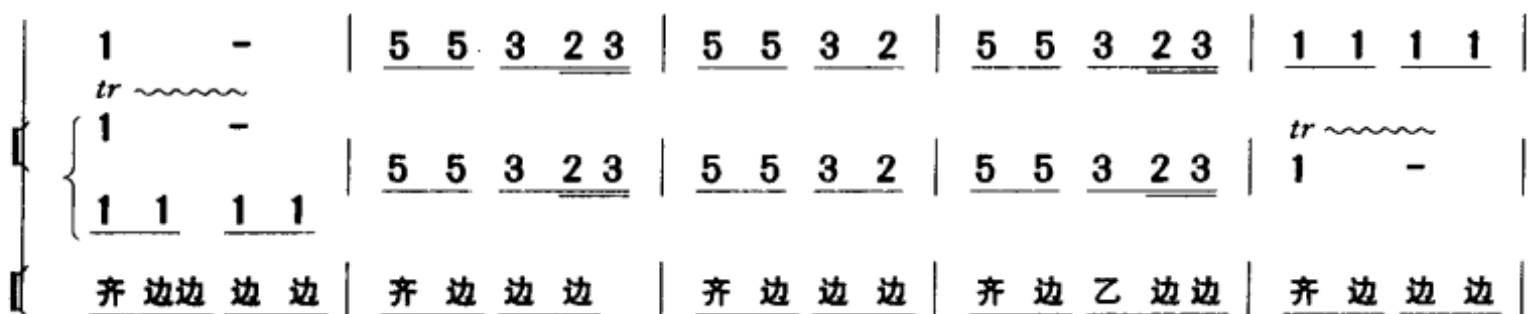 1 - | 5 5 3 2 3 | 5 5 3 2 | 5 5 3 2 3 | 1 1 1 1 |
tr
1 -
tr
| 5 5 3 2 3 | 5 5 3 2 | 5 5 3 2 3 | 1 - |
1 1 1 1
齐 边边 边 边 | 齐 边 边 边 | 齐 边 边 边 | 齐 边 乙 边边 | 齐 边 边 边 |